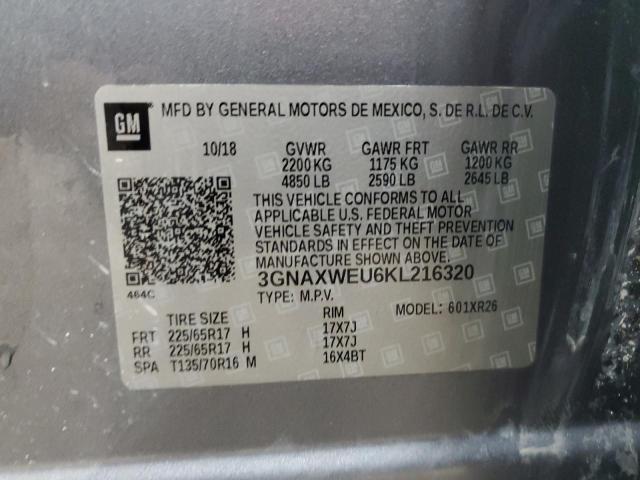 GM MFD BY GENERAL MOTORS DE MEXICO, S. DE R.L. DE C.V.
10/18 GVWR GAWR FRT GAWR RR
2200 KG 1175 KG 1200 KG
4850 LB 2590 LB 2645 LB
THIS VEHICLE CONFORMS TO ALL
APPLICABLE U.S. FEDERAL MOTOR
VEHICLE SAFETY AND THEFT PREVENTION
STANDARDS IN EFFECT ON THE DATE OF
MANUFACTURE SHOWN ABOVE.
464C
3GNAXWEU6KL216320
TYPE: M.P.V. MODEL: 601XR26
TIRE SIZE RIM
FRT 225/65R17 H 17X7J
RR 225/65R17 H 17X7J
SPA T135/70R16 M 16X4BT